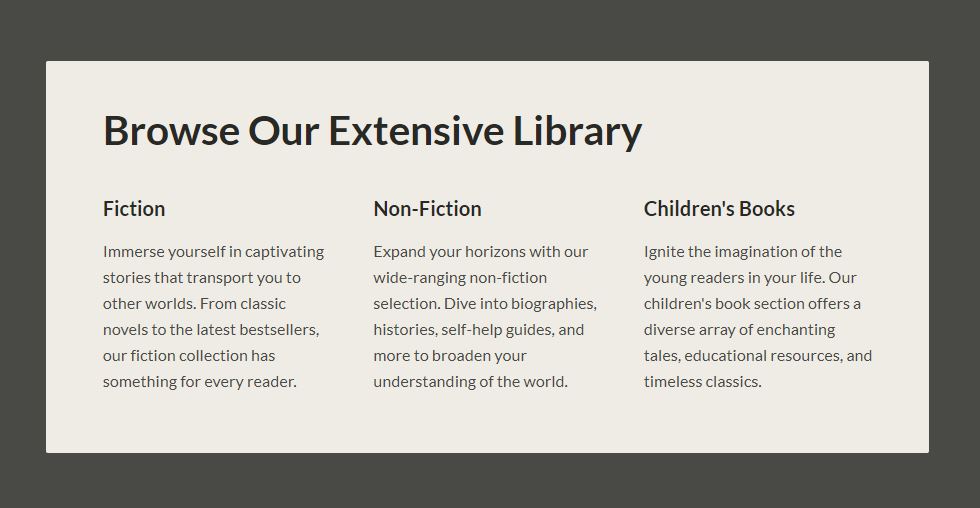 Browse Our Extensive Library
Fiction
Immerse yourself in captivating
stories that transport you to
other worlds. From classic
novels to the latest bestsellers,
our fiction collection has
something for every reader.
Non-Fiction
Expand your horizons with our
wide-ranging non-fiction
selection. Dive into biographies,
histories, self-help guides, and
more to broaden your
understanding of the world.
Children's Books
Ignite the imagination of the
young readers in your life. Our
children's book section offers a
diverse array of enchanting
tales, educational resources, and
timeless classics.